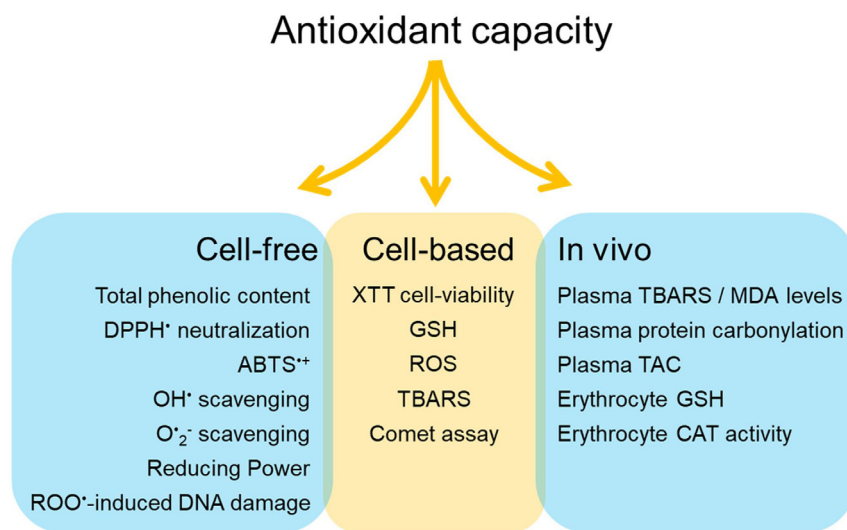 Antioxidant capacity
Cell-free
Total phenolic content
DPPH• neutralization
ABTS•+
OH• scavenging
O•₂⁻ scavenging
Reducing Power
ROO•-induced DNA damage
Cell-based
XTT cell-viability
GSH
ROS
TBARS
Comet assay
In vivo
Plasma TBARS / MDA levels
Plasma protein carbonylation
Plasma TAC
Erythrocyte GSH
Erythrocyte CAT activity